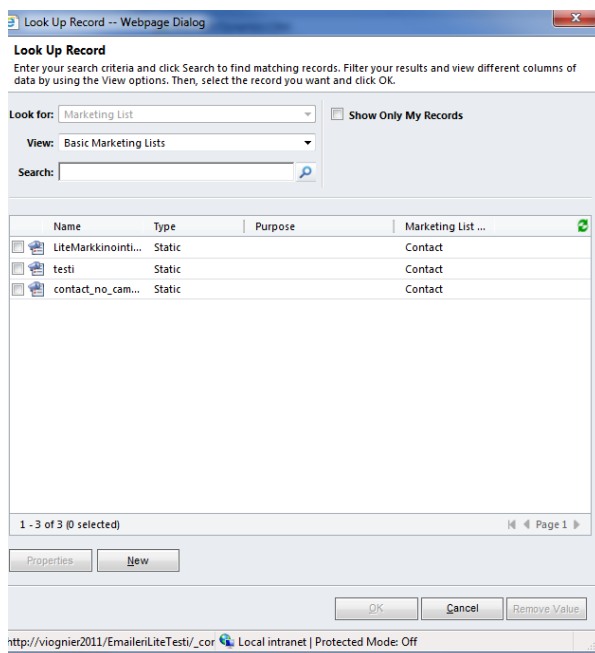 Look Up Record -- Webpage Dialog
Look Up Record
Enter your search criteria and click Search to find matching records. Filter your results and view different columns of
data by using the View options. Then, select the record you want and click OK.
Look for: Marketing List
Show Only My Records
View: Basic Marketing Lists
Search:
Name Type Purpose Marketing List ...
LiteMarkkinointi... Static Contact
testi Static Contact
contact_no_cam... Static Contact
1 - 3 of 3 (0 selected) Page 1
Properties New
OK Cancel Remove Value
http://viognier2011/EmaileriLiteTesti/_cor Local intranet | Protected Mode: Off